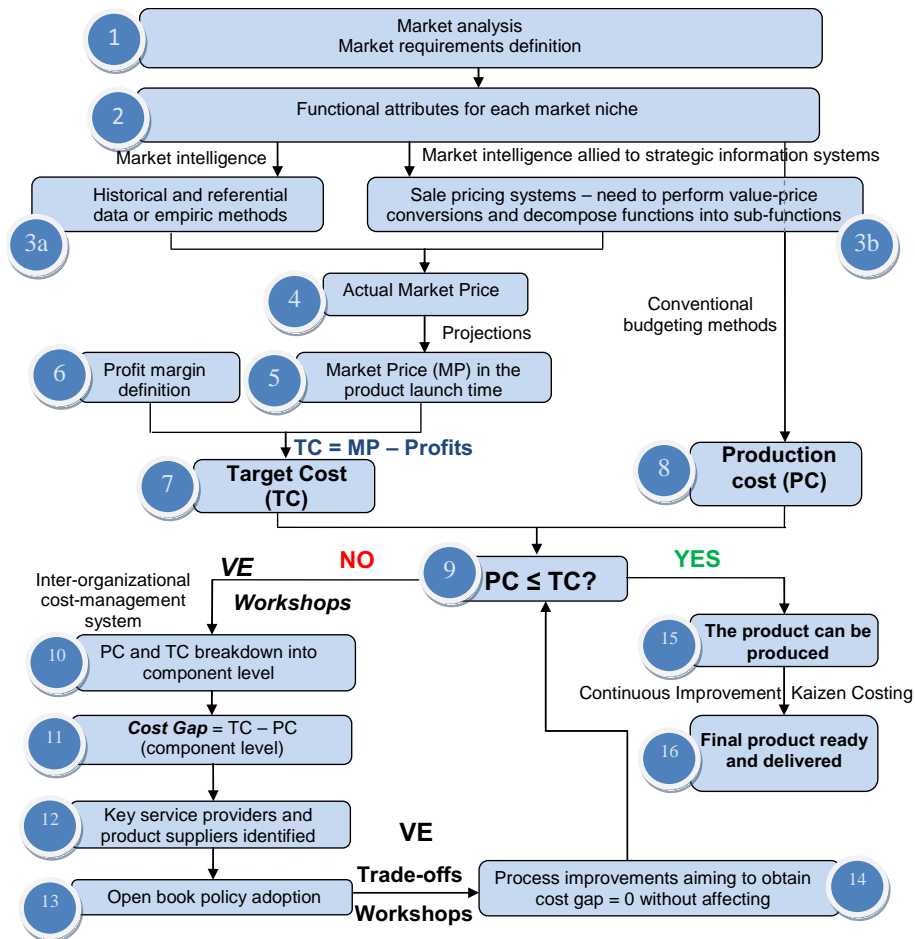 1
Market analysis
Market requirements definition
2
Functional attributes for each market niche
Market intelligence
Market intelligence allied to strategic information systems
Historical and referential
data or empiric methods
3a
Sale pricing systems – need to perform value-price
conversions and decompose functions into sub-functions
3b
4
Actual Market Price
Projections
Conventional
budgeting methods
6
Profit margin
definition
5
Market Price (MP) in the
product launch time
TC = MP – Profits
7
Target Cost
(TC)
8
Production
cost (PC)
9
PC ≤ TC?
NO
YES
VE
Workshops
Inter-organizational
cost-management
system
10
PC and TC breakdown into
component level
15
The product can be
produced
Continuous Improvement
Kaizen Costing
11
Cost Gap = TC – PC
(component level)
16
Final product ready
and delivered
12
Key service providers and
product suppliers identified
VE
13
Open book policy adoption
Trade-offs
Workshops
Process improvements aiming to obtain
cost gap = 0 without affecting
14